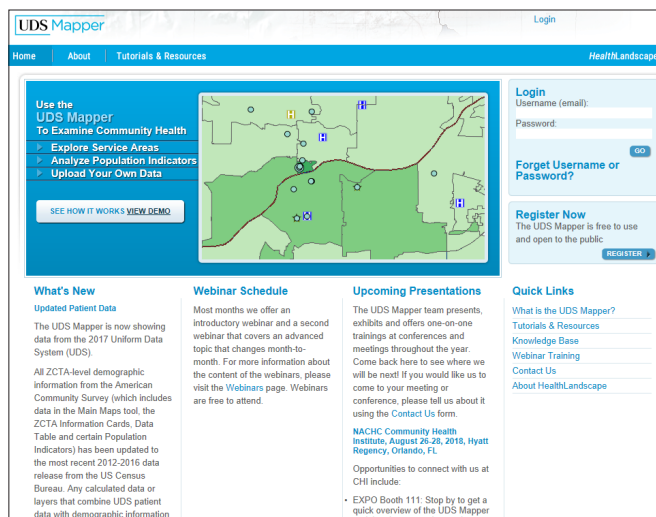 UDS Mapper
Login
Home
About
Tutorials & Resources
HealthLandscape
Use the
UDS Mapper
To Examine Community Health
Explore Service Areas
Analyze Population Indicators
Upload Your Own Data
SEE HOW IT WORKS VIEW DEMO
H
H
H
H
H
Login
Username (email):
Password:
GO
Forget Username or
Password?
Register Now
The UDS Mapper is free to use
and open to the public
REGISTER
What's New
Updated Patient Data
The UDS Mapper is now showing
data from the 2017 Uniform Data
System (UDS).
All ZCTA-level demographic
information from the American
Community Survey (which includes
data in the Main Maps tool, the
ZCTA Information Cards, Data
Table and certain Population
Indicators) has been updated to
the most recent 2012-2016 data
release from the US Census
Bureau. Any calculated data or
layers that combine UDS patient
data with demographic information
Webinar Schedule
Most months we offer an
introductory webinar and a second
webinar that covers an advanced
topic that changes month-to-
month. For more information about
the content of the webinars, please
visit the Webinars page. Webinars
are free to attend.
Upcoming Presentations
The UDS Mapper team presents,
exhibits and offers one-on-one
trainings at conferences and
meetings throughout the year.
Come back here to see where we
will be next! If you would like us to
come to your meeting or
conference, please tell us about it
using the Contact Us form.
NACHC Community Health
Institute, August 26-28, 2018, Hyatt
Regency, Orlando, FL
Opportunities to connect with us at
CHI include:
• EXPO Booth 111: Stop by to get a
quick overview of the UDS Mapper
Quick Links
What is the UDS Mapper?
Tutorials & Resources
Knowledge Base
Webinar Training
Contact Us
About HealthLandscape